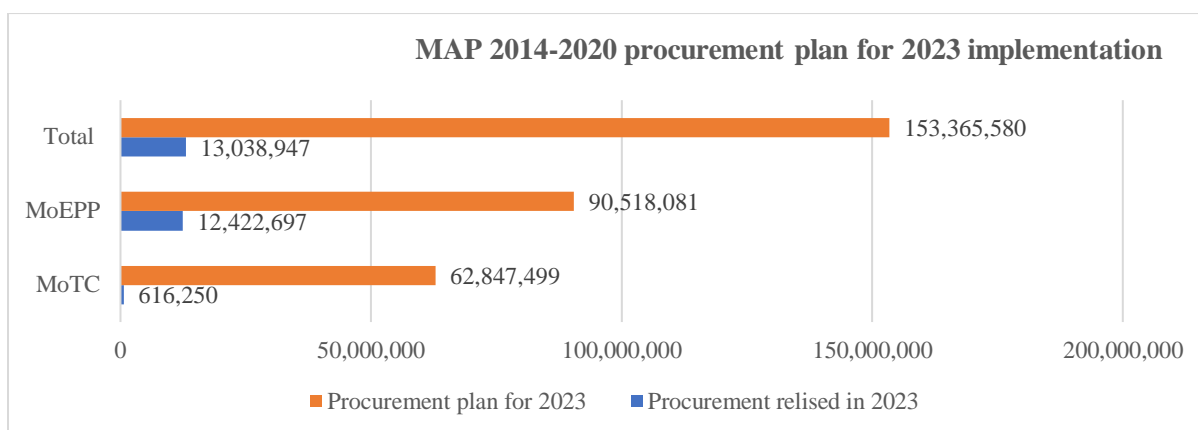 MAP 2014-2020 procurement plan for 2023 implementation
Total
153,365,580
13,038,947
MoEPP
90,518,081
12,422,697
MoTC
62,847,499
616,250
0 50,000,000 100,000,000 150,000,000 200,000,000
Procurement plan for 2023 Procurement relised in 2023